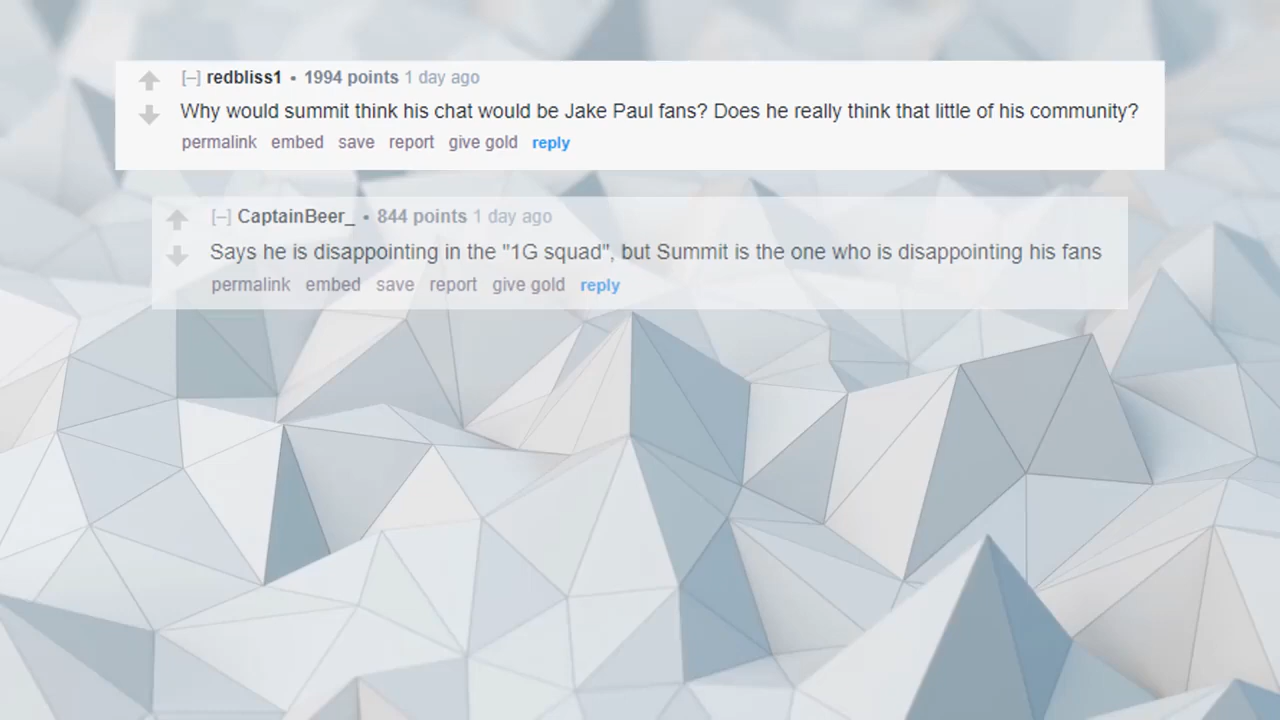 [–] redbliss1 • 1994 points 1 day ago
Why would summit think his chat would be Jake Paul fans? Does he really think that little of his community?
permalink embed save report give gold reply
[–] CaptainBeer_ • 844 points 1 day ago
Says he is disappointing in the "1G squad", but Summit is the one who is disappointing his fans
permalink embed save report give gold reply